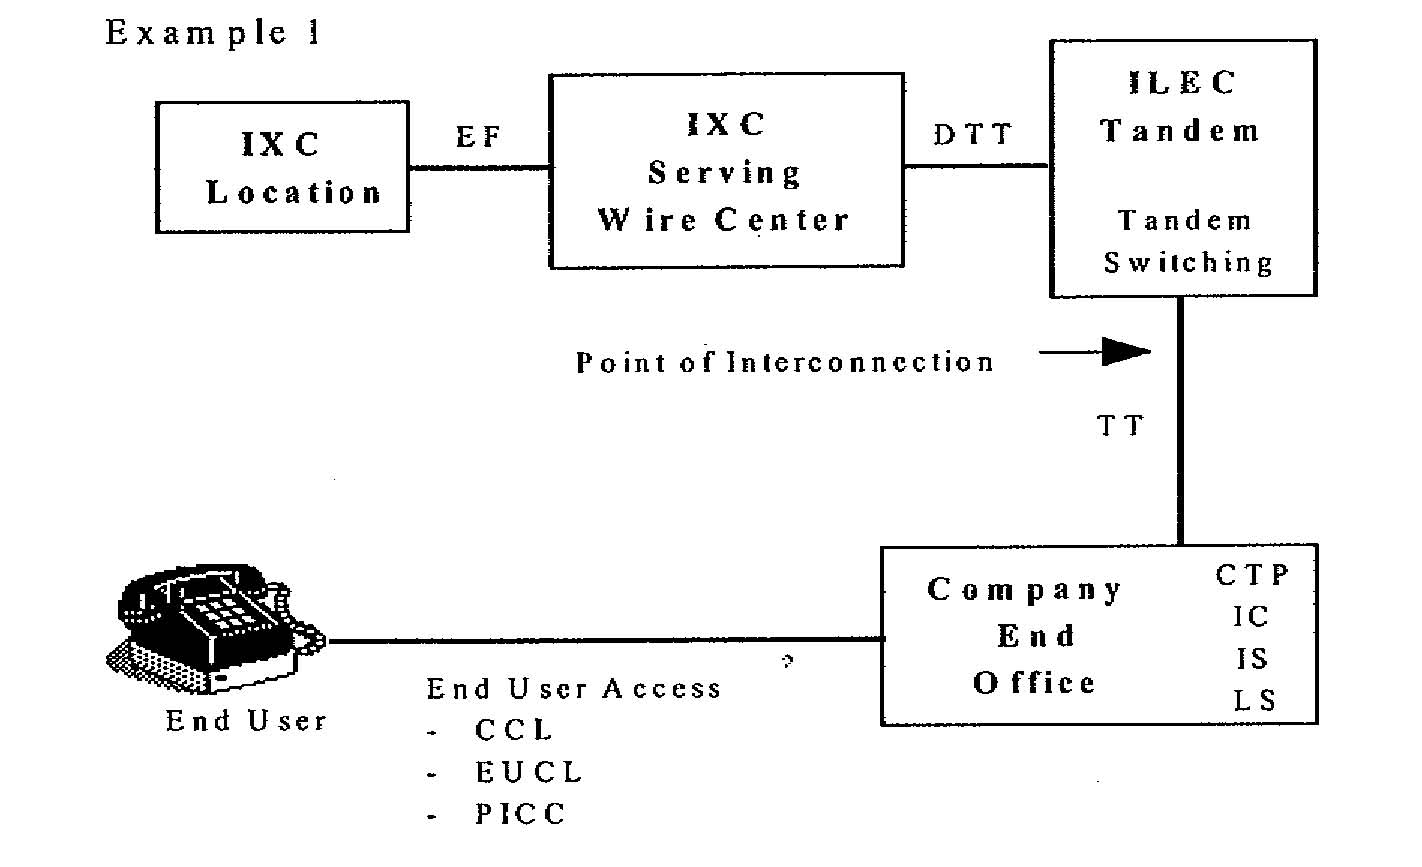 Example 1
IXC
Location
EF
IXC
Serving
Wire Center
DTT
ILEC
Tandem
Tandem
Switching
Point of Interconnection
TT
Company
End
Office
CTP
IC
IS
LS
End User
End User Access
- CCL
- EUCL
- PICC